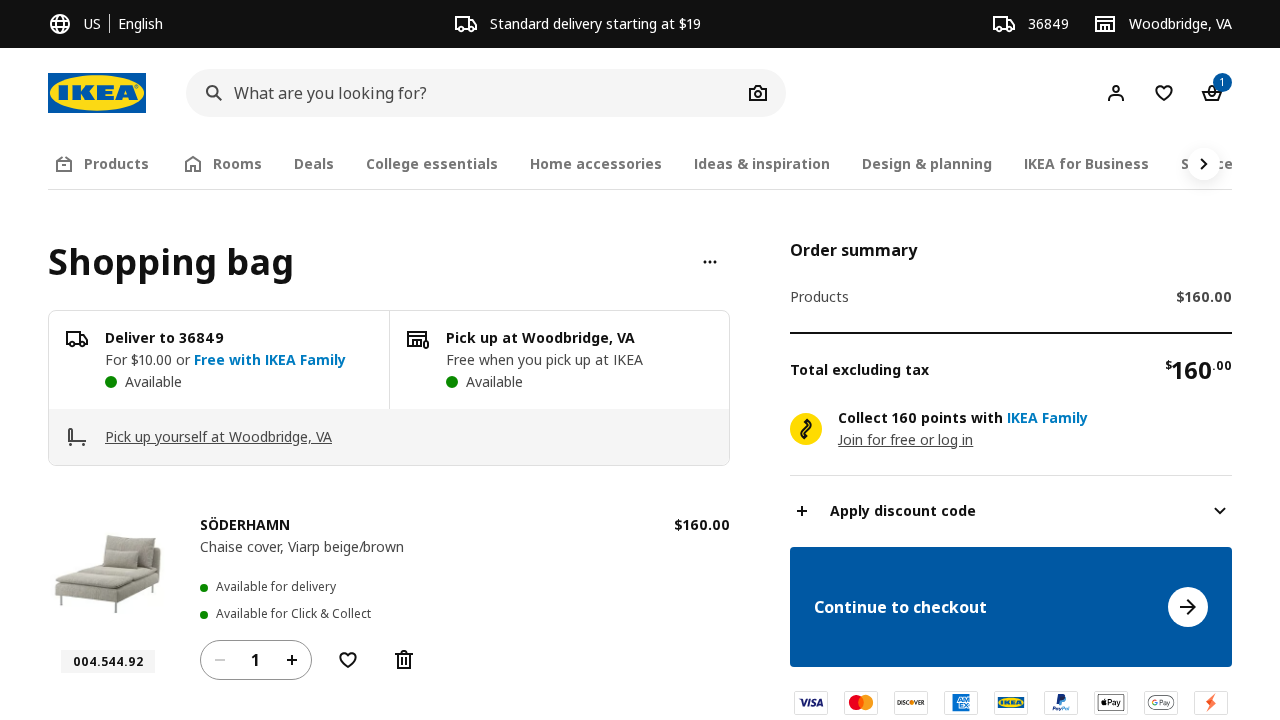 US English
Standard delivery starting at $19
36849
Woodbridge, VA
IKEA
What are you looking for?
1
Products
Rooms
Deals
College essentials
Home accessories
Ideas & inspiration
Design & planning
IKEA for Business
Shopping bag
Deliver to 36849
For $10.00 or Free with IKEA Family
Available
Pick up at Woodbridge, VA
Free when you pick up at IKEA
Available
Pick up yourself at Woodbridge, VA
SÖDERHAMN
$160.00
Chaise cover, Viarp beige/brown
Available for delivery
Available for Click & Collect
004.544.92
1
Order summary
Products $160.00
Total excluding tax $160.00
Collect 160 points with IKEA Family
Join for free or log in
Apply discount code
Continue to checkout
VISA
DISCOVER
AMEX
IKEA
PayPal
Pay
G Pay